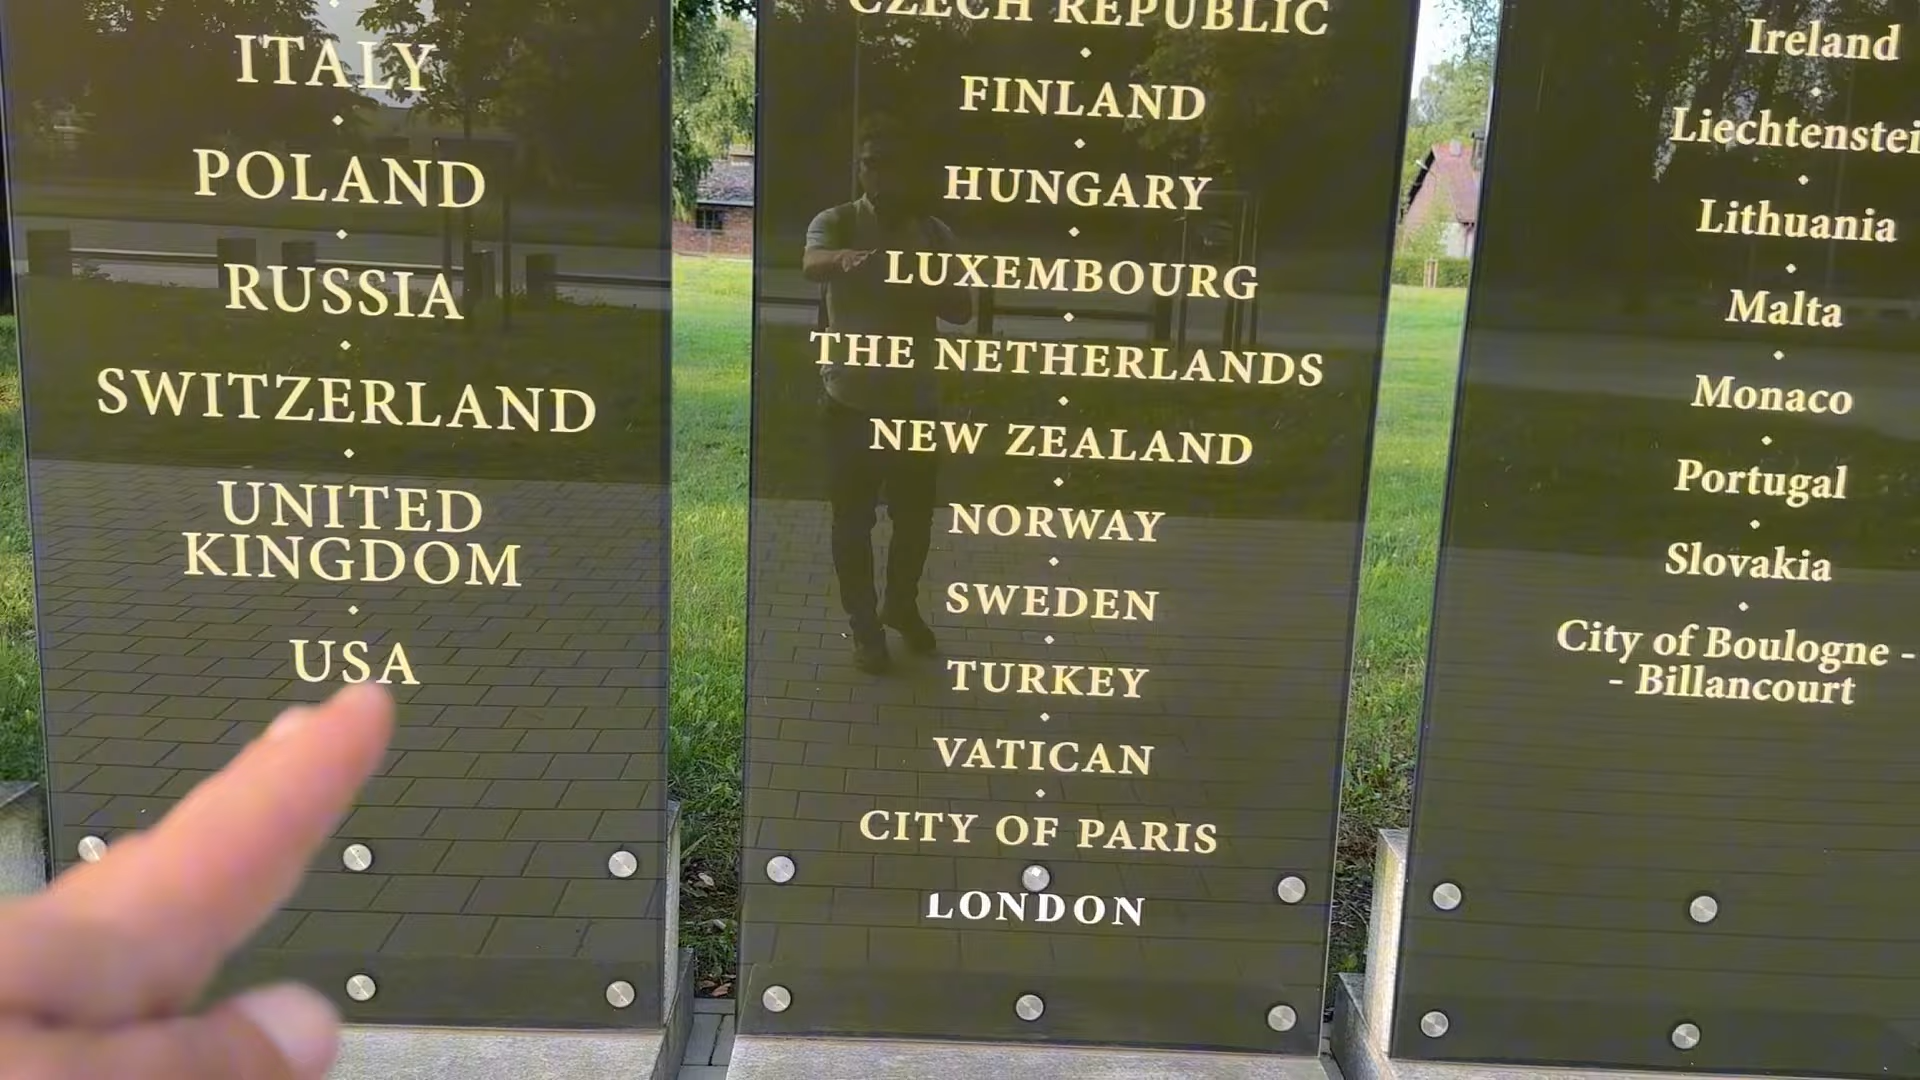 ITALY
POLAND
RUSSIA
SWITZERLAND
UNITED
KINGDOM
USA
CZECH REPUBLIC
FINLAND
HUNGARY
LUXEMBOURG
THE NETHERLANDS
NEW ZEALAND
NORWAY
SWEDEN
TURKEY
VATICAN
CITY OF PARIS
LONDON
Ireland
Liechtenstei
Lithuania
Malta
Monaco
Portugal
Slovakia
City of Boulogne -
- Billancourt